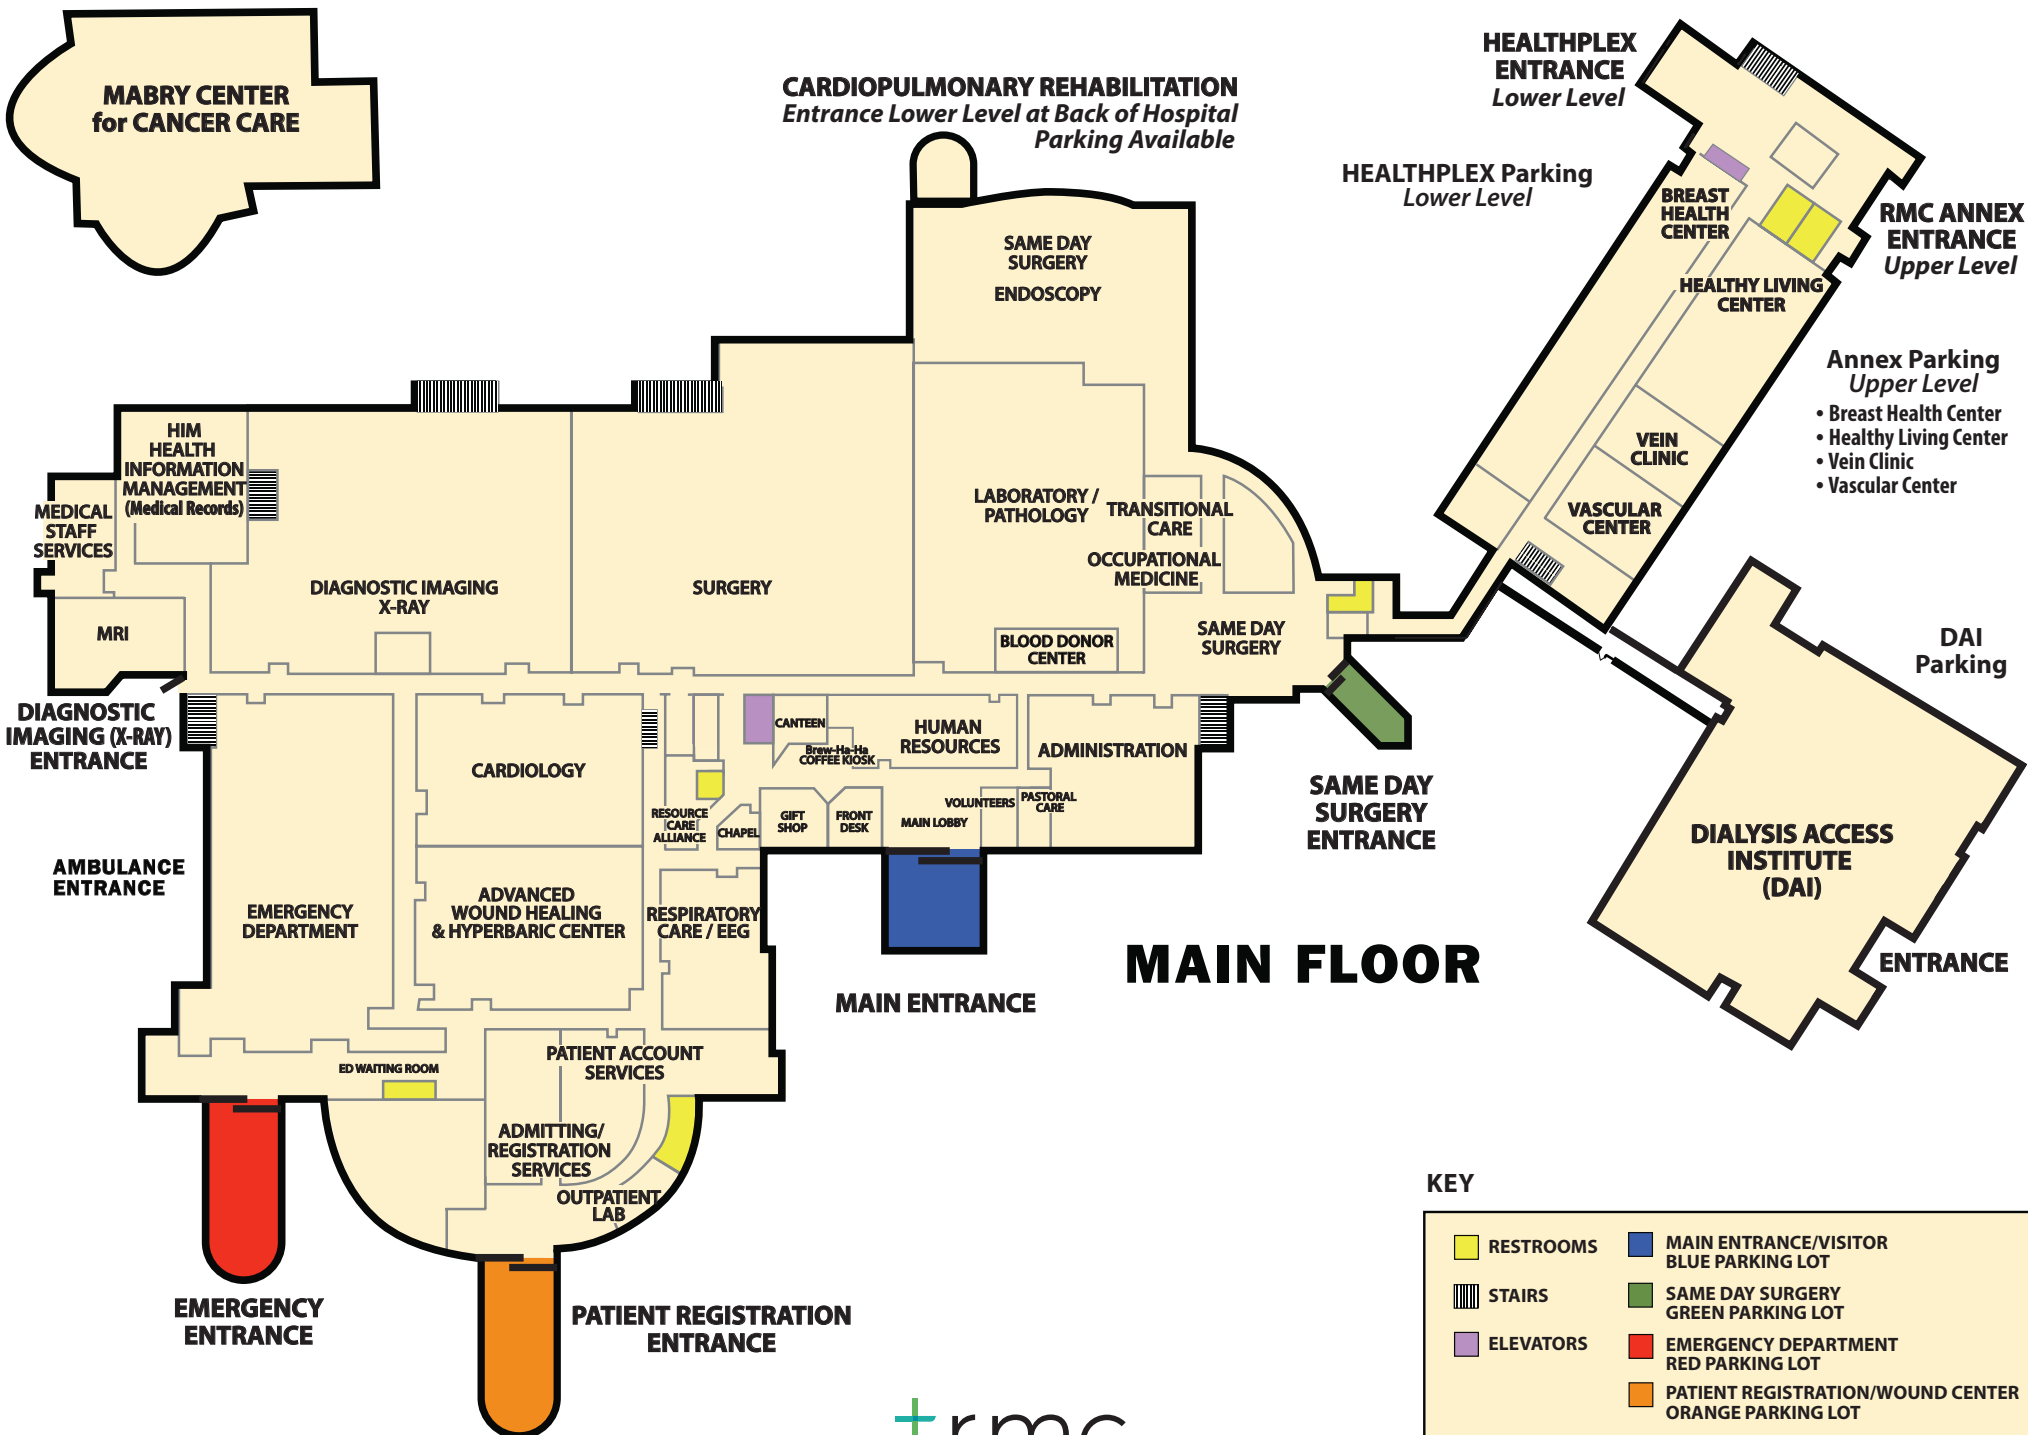 MABRY CENTER
for CANCER CARE
CARDIOPULMONARY REHABILITATION
Entrance Lower Level at Back of Hospital
Parking Available
HEALTHPLEX
ENTRANCE
Lower Level
HEALTHPLEX Parking
Lower Level
BREAST
HEALTH
CENTER
RMC ANNEX
ENTRANCE
Upper Level
HEALTHY LIVING
CENTER
Annex Parking
Upper Level
• Breast Health Center
• Healthy Living Center
• Vein Clinic
• Vascular Center
VEIN
CLINIC
VASCULAR
CENTER
SAME DAY
SURGERY
ENDOSCOPY
HIM
HEALTH
INFORMATION
MANAGEMENT
(Medical Records)
MEDICAL
STAFF
SERVICES
MRI
DIAGNOSTIC IMAGING
X-RAY
SURGERY
LABORATORY /
PATHOLOGY
TRANSITIONAL
CARE
OCCUPATIONAL
MEDICINE
BLOOD DONOR
CENTER
SAME DAY
SURGERY
DAI
Parking
DIAGNOSTIC
IMAGING (X-RAY)
ENTRANCE
CARDIOLOGY
CANTEEN
Brew-Ha-Ha
COFFEE KIOSK
HUMAN
RESOURCES
ADMINISTRATION
RESOURCE
CARE
ALLIANCE
CHAPEL
GIFT
SHOP
FRONT
DESK
MAIN LOBBY
VOLUNTEERS
PASTORAL
CARE
SAME DAY
SURGERY
ENTRANCE
DIALYSIS ACCESS
INSTITUTE
(DAI)
ENTRANCE
AMBULANCE
ENTRANCE
EMERGENCY
DEPARTMENT
ADVANCED
WOUND HEALING
& HYPERBARIC CENTER
RESPIRATORY
CARE / EEG
MAIN FLOOR
MAIN ENTRANCE
ED WAITING ROOM
PATIENT ACCOUNT
SERVICES
ADMITTING/
REGISTRATION
SERVICES
OUTPATIENT
LAB
EMERGENCY
ENTRANCE
PATIENT REGISTRATION
ENTRANCE
KEY
RESTROOMS
STAIRS
ELEVATORS
MAIN ENTRANCE/VISITOR
BLUE PARKING LOT
SAME DAY SURGERY
GREEN PARKING LOT
EMERGENCY DEPARTMENT
RED PARKING LOT
PATIENT REGISTRATION/WOUND CENTER
ORANGE PARKING LOT
rmc